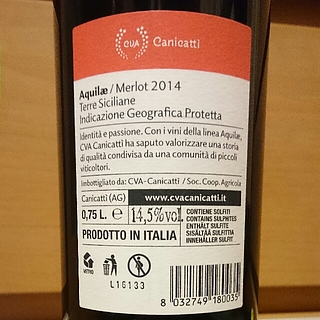 CVA Canicattì
Aquilæ / Merlot 2014
Terre Siciliane
Indicazione Geografica Protetta
Identità e passione. Con i vini della linea Aquilæ,
CVA Canicattì ha saputo valorizzare una storia
di qualità condivisa da una comunità di piccoli
viticoltori.
Imbottigliato da: CVA-Canicattì / Soc. Coop. Agricola
Canicattì (AG) www.cvacanicatti.it
0,75 L. e 14,5% vol.
CONTIENE SOLFITI
CONTAINS SULPHITES
ENTHÄLT SULFITE
SISÄLTÄÄ SULFIITTIA
INNEHÅLLER SULFIT
PRODOTTO IN ITALIA
VETRO
L16133
8 032749 180035